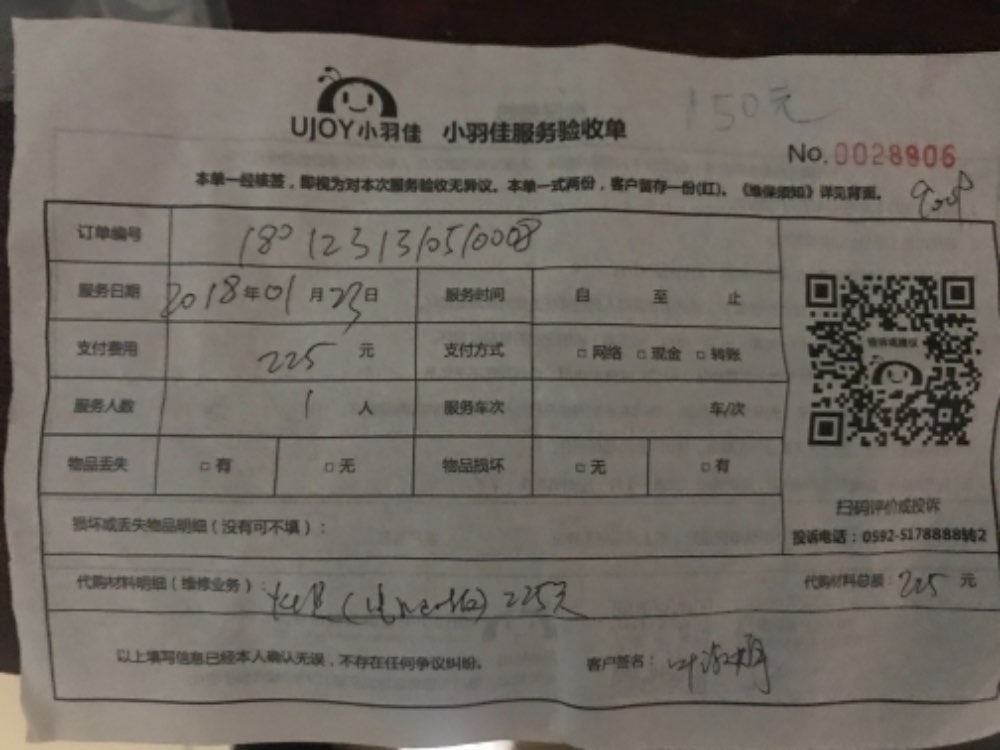 150元
UJOY小羽佳 小羽佳服务验收单
No.0028906
本单一经核签，即视为对本次服务验收无异议。本单一式两份，客户留存一份(红)。《维保须知》详见背面。
订单编号 1801231310510008
服务日期 2018年01月23日 服务时间 自 至 止
支付费用 225元 支付方式 □网络 □现金 □转账
服务人数 1人 服务车次 车/次
物品丢失 □有 □无 物品损坏 □无 □有
扫码评价或投诉
损坏或丢失物品明细（没有可不填）：
投诉电话：0592-5178888转2
代购材料明细（维修业务）： 225元 代购材料总额：225元
以上填写信息已经本人确认无误，不存在任何争议纠纷。 客户签名：